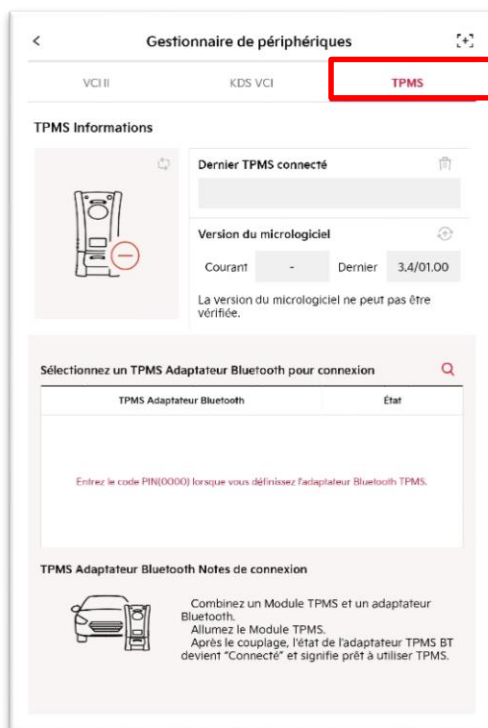 Gestionnaire de périphériques
VCI II
KDS VCI
TPMS
TPMS Informations
Dernier TPMS connecté
Version du micrologiciel
Courant
-
Dernier
3.4/01.00
La version du micrologiciel ne peut pas être
vérifiée.
Sélectionnez un TPMS Adaptateur Bluetooth pour connexion
TPMS Adaptateur Bluetooth
État
Entrez le code PIN(0000) lorsque vous définissez l'adaptateur Bluetooth TPMS.
TPMS Adaptateur Bluetooth Notes de connexion
Combinez un Module TPMS et un adaptateur
Bluetooth.
Allumez le Module TPMS.
Après le couplage, l'état de l'adaptateur TPMS BT
devient "Connecté" et signifie prêt à utiliser TPMS.